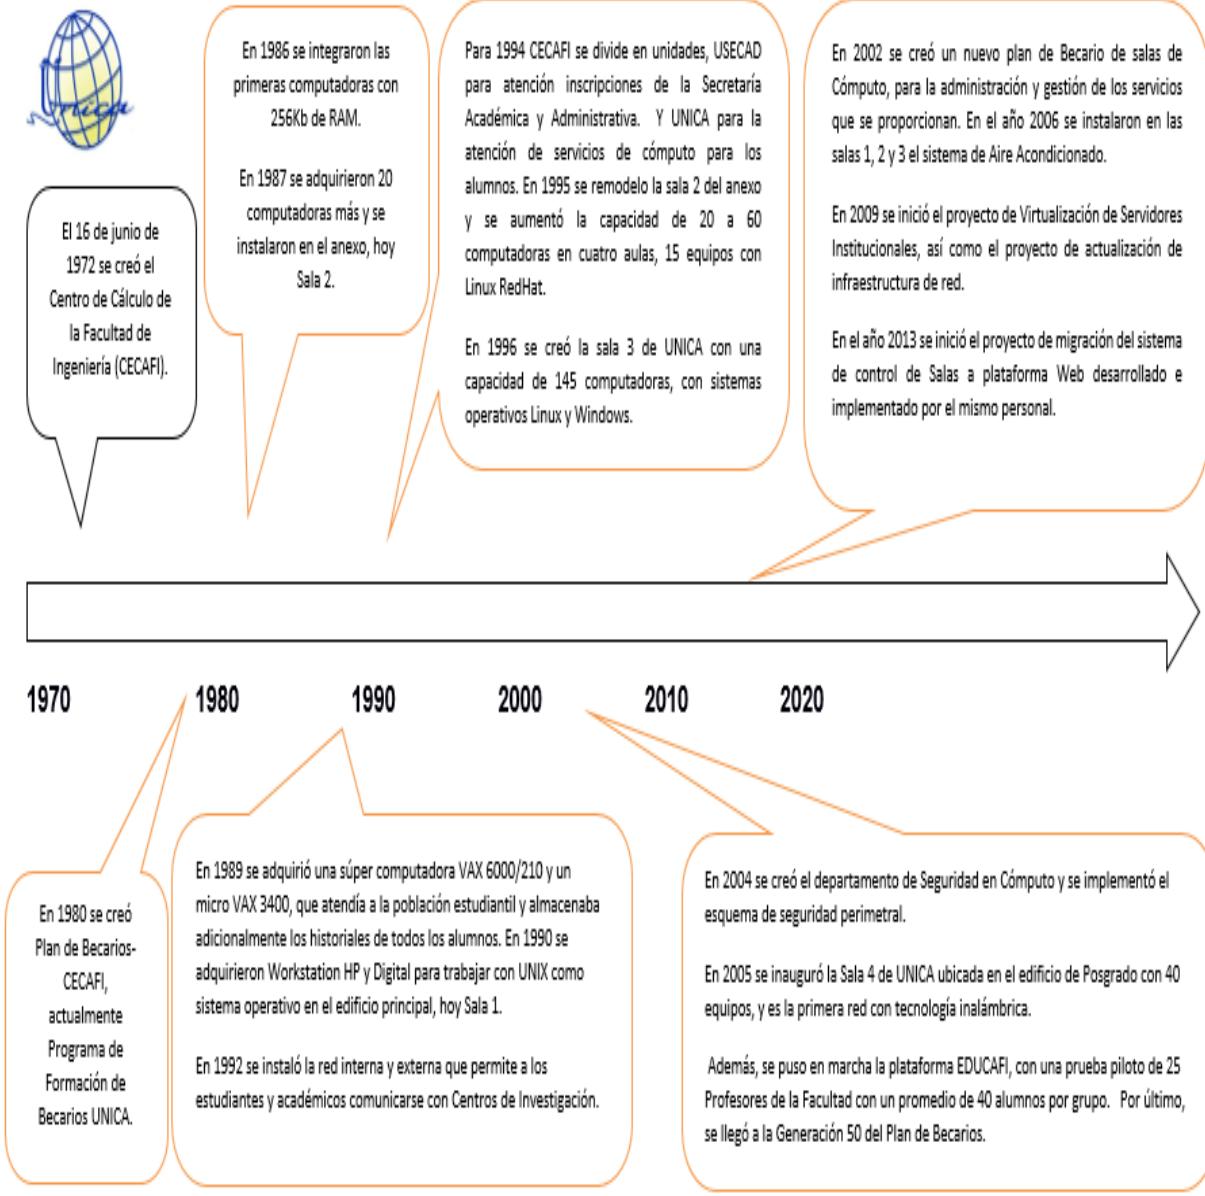 Unica
El 16 de junio de
1972 se creó el
Centro de Cálculo de
la Facultad de
Ingeniería (CECAFI).
En 1986 se integraron las
primeras computadoras con
256Kb de RAM.
En 1987 se adquirieron 20
computadoras más y se
instalaron en el anexo, hoy
Sala 2.
Para 1994 CECAFI se divide en unidades, USECAD
para atención inscripciones de la Secretaría
Académica y Administrativa. Y UNICA para la
atención de servicios de cómputo para los
alumnos. En 1995 se remodelo la sala 2 del anexo
y se aumentó la capacidad de 20 a 60
computadoras en cuatro aulas, 15 equipos con
Linux RedHat.
En 1996 se creó la sala 3 de UNICA con una
capacidad de 145 computadoras, con sistemas
operativos Linux y Windows.
En 2002 se creó un nuevo plan de Becario de salas de
Cómputo, para la administración y gestión de los servicios
que se proporcionan. En el año 2006 se instalaron en las
salas 1, 2 y 3 el sistema de Aire Acondicionado.
En 2009 se inició el proyecto de Virtualización de Servidores
Institucionales, así como el proyecto de actualización de
infraestructura de red.
En el año 2013 se inició el proyecto de migración del sistema
de control de Salas a plataforma Web desarrollado e
implementado por el mismo personal.
1970 1980 1990 2000 2010 2020
En 1980 se creó
Plan de Becarios-
CECAFI,
actualmente
Programa de
Formación de
Becarios UNICA.
En 1989 se adquirió una súper computadora VAX 6000/210 y un
micro VAX 3400, que atendía a la población estudiantil y almacenaba
adicionalmente los historiales de todos los alumnos. En 1990 se
adquirieron Workstation HP y Digital para trabajar con UNIX como
sistema operativo en el edificio principal, hoy Sala 1.
En 1992 se instaló la red interna y externa que permite a los
estudiantes y académicos comunicarse con Centros de Investigación.
En 2004 se creó el departamento de Seguridad en Cómputo y se implementó el
esquema de seguridad perimetral.
En 2005 se inauguró la Sala 4 de UNICA ubicada en el edificio de Posgrado con 40
equipos, y es la primera red con tecnología inalámbrica.
Además, se puso en marcha la plataforma EDUCAFI, con una prueba piloto de 25
Profesores de la Facultad con un promedio de 40 alumnos por grupo. Por último,
se llegó a la Generación 50 del Plan de Becarios.